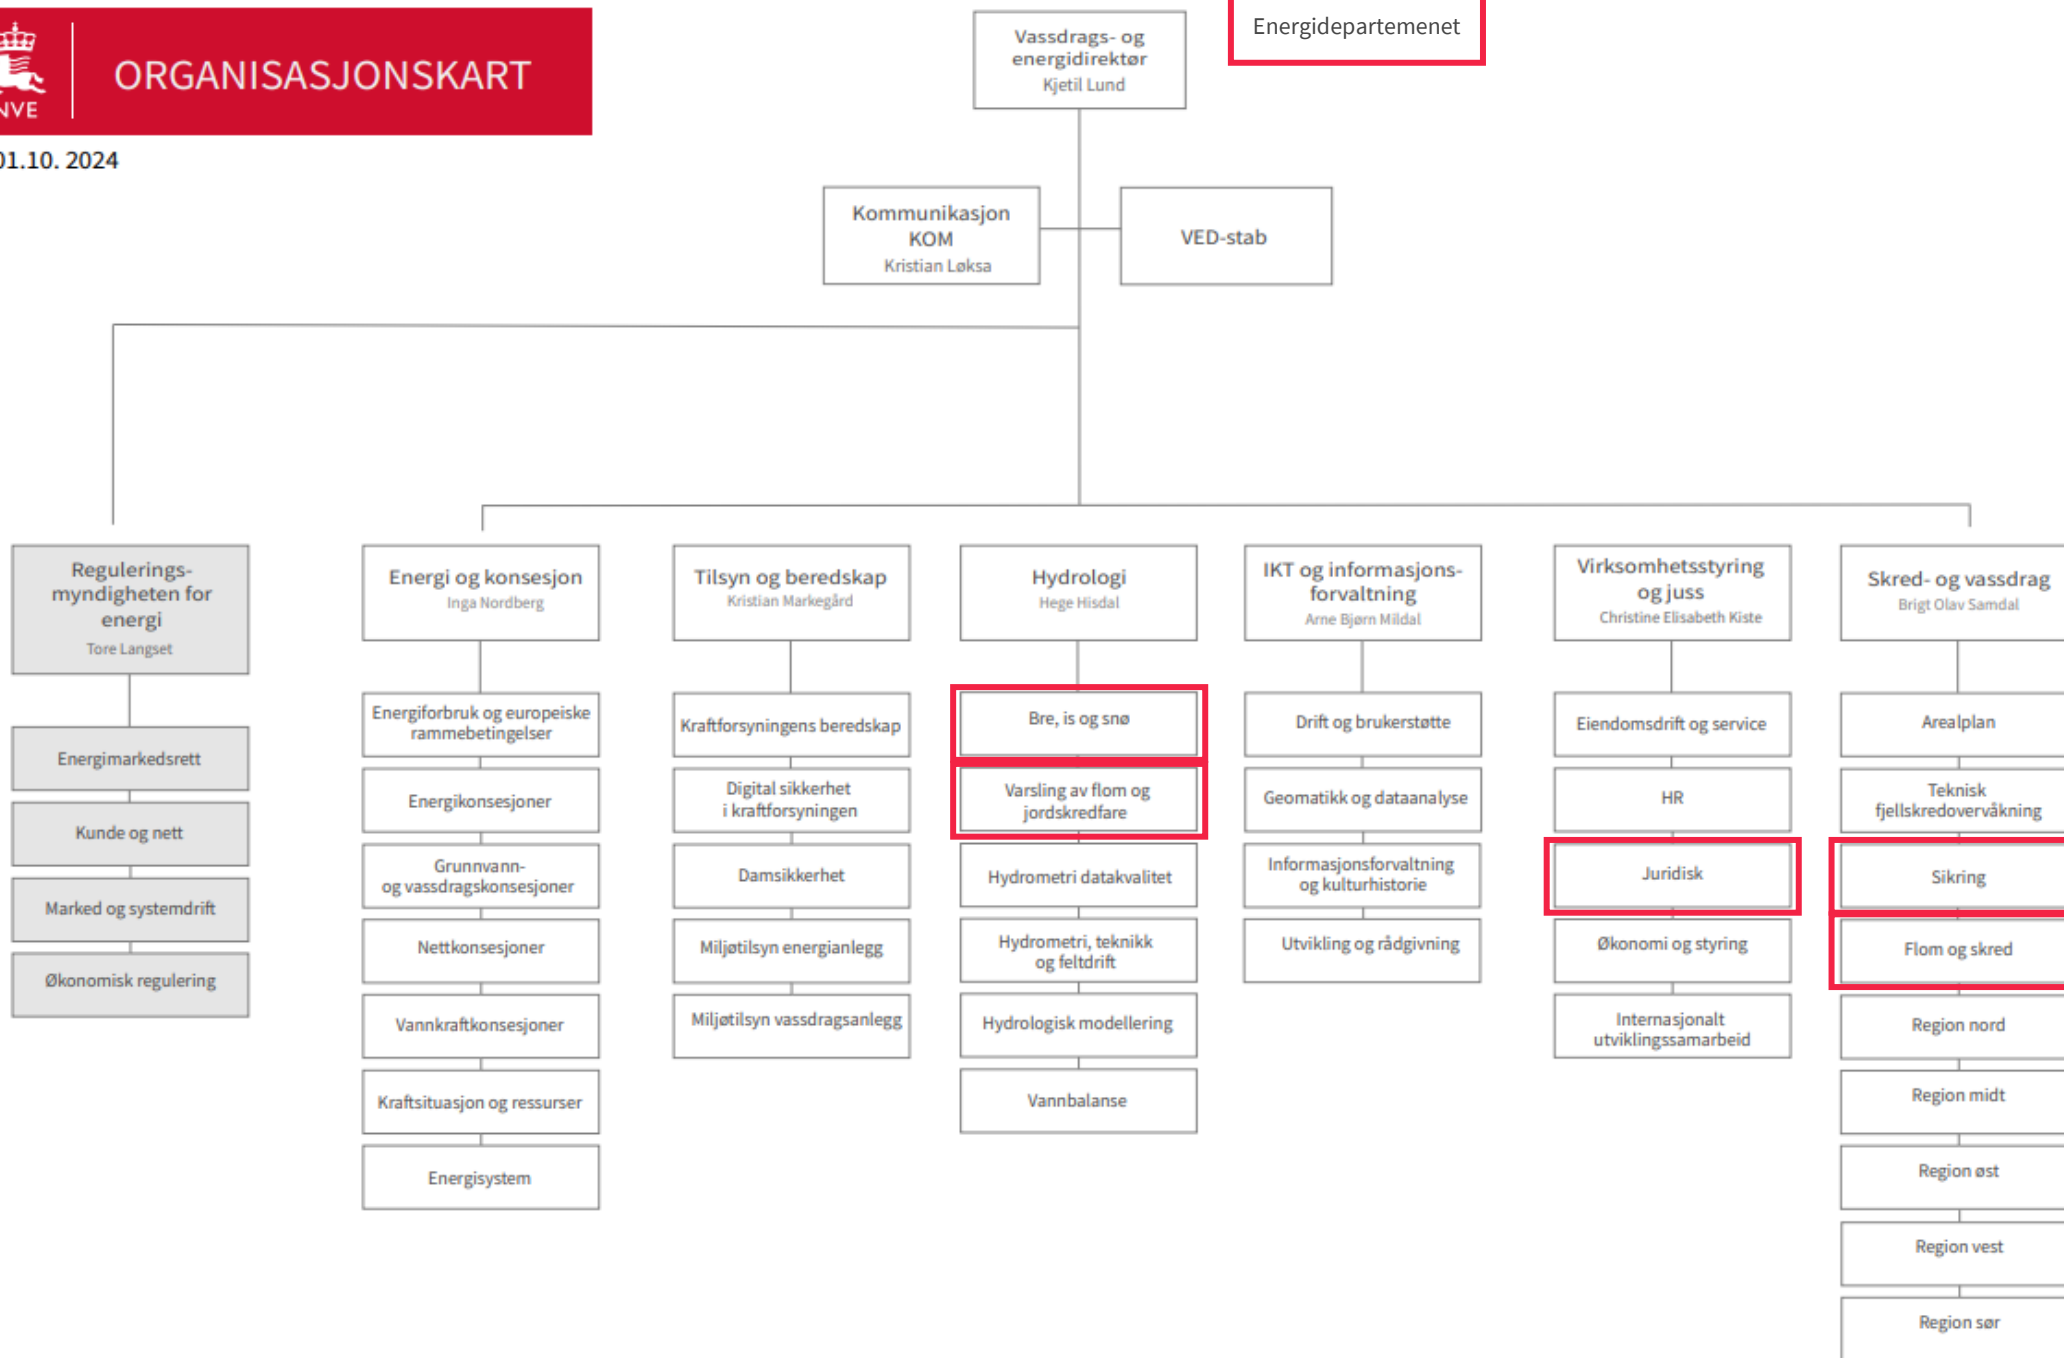 Energidepartemenet
ORGANISASJONSKART
NVE
01.10. 2024
Vassdrags- og
energidirektør
Kjetil Lund
Kommunikasjon
KOM
Kristian Løksa
VED-stab
Regulerings-
myndigheten for
energi
Tore Langset
Energimarkedsrett
Kunde og nett
Marked og systemdrift
Økonomisk regulering
Energi og konsesjon
Inga Nordberg
Energiforbruk og europeiske
rammebetingelser
Energikonsesjoner
Grunnvann-
og vassdragskonsesjoner
Nettkonsesjoner
Vannkraftkonsesjoner
Kraftsituasjon og ressurser
Energisystem
Tilsyn og beredskap
Kristian Markegård
Kraftforsyningens beredskap
Digital sikkerhet
i kraftforsyningen
Damsikkerhet
Miljøtilsyn energianlegg
Miljøtilsyn vassdragsanlegg
Hydrologi
Hege Hisdal
Bre, is og snø
Varsling av flom og
jordskredfare
Hydrometri datakvalitet
Hydrometri, teknikk
og feltdrift
Hydrologisk modellering
Vannbalanse
IKT og informasjons-
forvaltning
Arne Bjørn Mildal
Drift og brukerstøtte
Geomatikk og dataanalyse
Informasjonsforvaltning
og kulturhistorie
Utvikling og rådgivning
Virksomhetsstyring
og juss
Christine Elisabeth Kiste
Eiendomsdrift og service
HR
Juridisk
Økonomi og styring
Internasjonalt
utviklingssamarbeid
Skred- og vassdrag
Brigt Olav Samdal
Arealplan
Teknisk
fjellskredovervåkning
Sikring
Flom og skred
Region nord
Region midt
Region øst
Region vest
Region sør